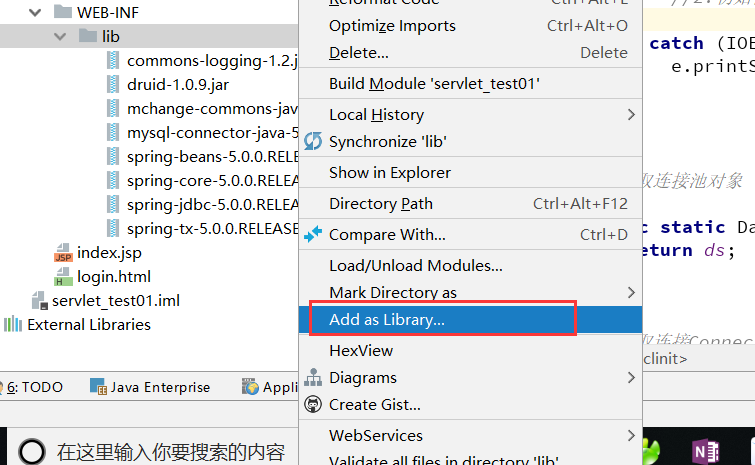 WEB-INF
lib
commons-logging-1.2.j
druid-1.0.9.jar
mchange-commons-jav
mysql-connector-java-5
spring-beans-5.0.0.RELE
spring-core-5.0.0.RELEA
spring-jdbc-5.0.0.RELEA
spring-tx-5.0.0.RELEASE
index.jsp
login.html
servlet_test01.iml
External Libraries
Reformat Code Ctrl+Alt+L
Optimize Imports Ctrl+Alt+O
Delete... Delete
Build Module 'servlet_test01'
Local History
Synchronize 'lib'
Show in Explorer
Directory Path Ctrl+Alt+F12
Compare With... Ctrl+D
Load/Unload Modules...
Mark Directory as
Add as Library...
HexView
Diagrams
Create Gist...
WebServices
Validate all files in directory 'lib'
catch (IOE
e.printS
取连接池对象
c static Da
eturn ds;
取连接Connec
clinit>
6: TODO Java Enterprise Appli
在这里输入你要搜索的内容